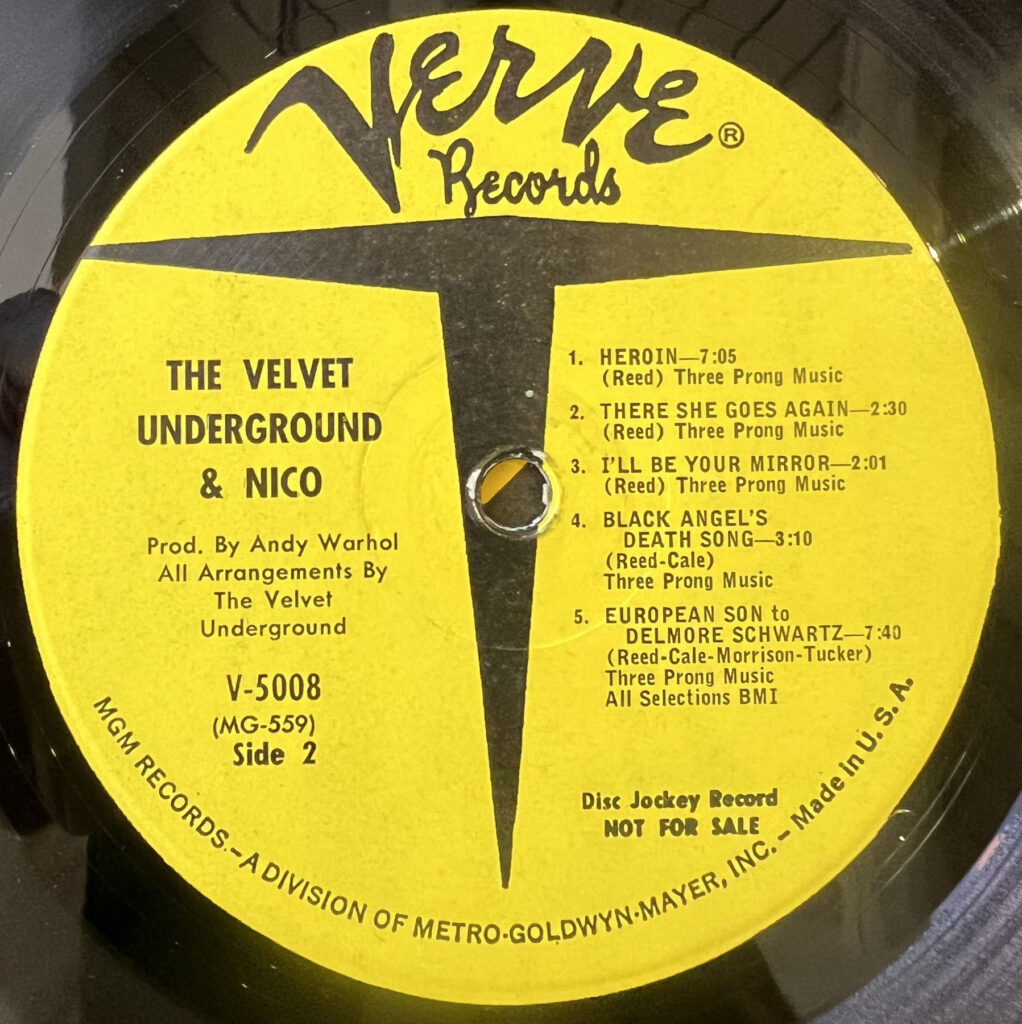 Verve ®
Records
THE VELVET
UNDERGROUND
& NICO
Prod. By Andy Warhol
All Arrangements By
The Velvet
Underground
V-5008
(MG-559)
Side 2
1. HEROIN—7:05
(Reed) Three Prong Music
2. THERE SHE GOES AGAIN—2:30
(Reed) Three Prong Music
3. I'LL BE YOUR MIRROR—2:01
(Reed) Three Prong Music
4. BLACK ANGEL'S
DEATH SONG—3:10
(Reed-Cale)
Three Prong Music
5. EUROPEAN SON to
DELMORE SCHWARTZ—7:40
(Reed-Cale-Morrison-Tucker)
Three Prong Music
All Selections BMI
Disc Jockey Record
NOT FOR SALE
MGM RECORDS.–A DIVISION OF METRO-GOLDWYN-MAYER, INC. – Made in U. S. A.